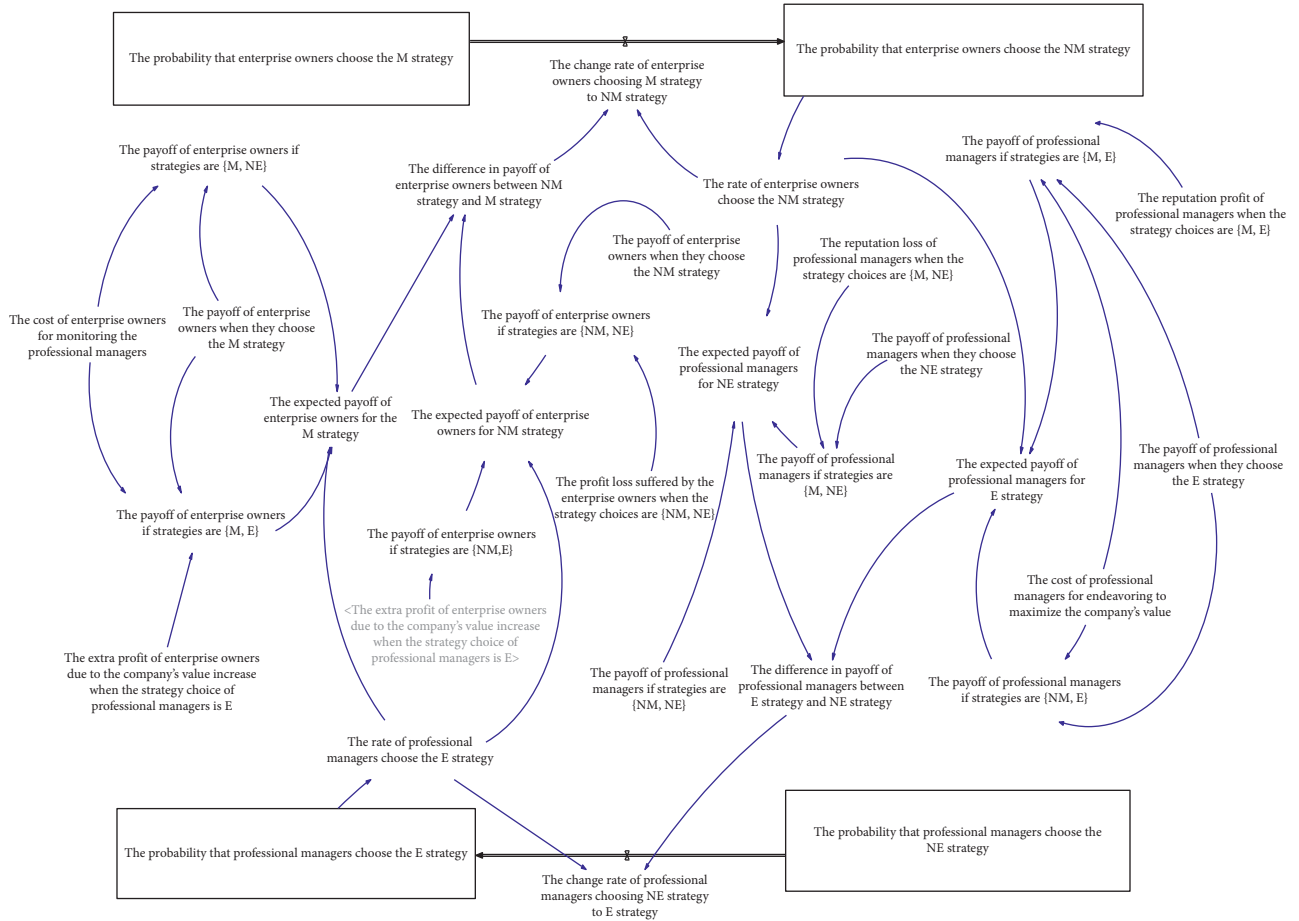 The probability that enterprise owners choose the M strategy
The probability that enterprise owners choose the NM strategy
The change rate of enterprise
owners choosing M strategy
to NM strategy
The payoff of enterprise owners if
strategies are {M, NE}
The difference in payoff of
enterprise owners between NM
strategy and M strategy
The rate of enterprise owners
choose the NM strategy
The payoff of professional
managers if strategies are {M, E}
The reputation profit of
professional managers when the
strategy choices are {M, E}
The payoff of enterprise
owners when they choose
the NM strategy
The reputation loss of
professional managers when the
strategy choices are {M, NE}
The cost of enterprise owners
for monitoring the
professional managers
The payoff of enterprise
owners when they choose
the M strategy
The payoff of enterprise owners
if strategies are {NM, NE}
The expected payoff of
professional managers
for NE strategy
The payoff of professional
managers when they choose
the NE strategy
The expected payoff of
enterprise owners for the
M strategy
The expected payoff of enterprise
owners for NM strategy
The payoff of professional
managers if strategies are
{M, NE}
The expected payoff of
professional managers for
E strategy
The payoff of professional
managers when they choose
the E strategy
The profit loss suffered by the
enterprise owners when the
strategy choices are {NM, NE}
The payoff of enterprise owners
if strategies are {M, E}
The payoff of enterprise owners
if strategies are {NM,E}
The cost of professional
managers for endeavoring to
maximize the company's value
<The extra profit of enterprise owners
due to the company's value increase
when the strategy choice of
professional managers is E>
The extra profit of enterprise owners
due to the company's value increase
when the strategy choice of
professional managers is E
The payoff of professional
managers if strategies are
{NM, NE}
The difference in payoff of
professional managers between
E strategy and NE strategy
The payoff of professional managers
if strategies are {NM, E}
The rate of professional
managers choose the E strategy
The probability that professional managers choose the E strategy
The probability that professional managers choose the
NE strategy
The change rate of professional
managers choosing NE strategy
to E strategy